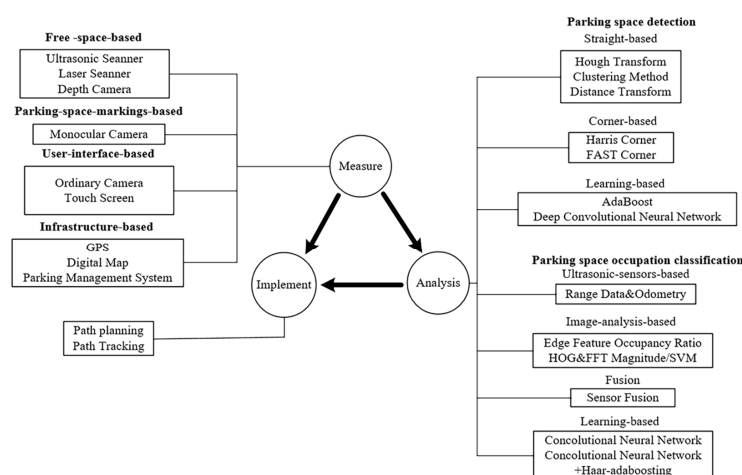 Free -space-based
Ultrasonic Seanner
Laser Seanner
Depth Camera
Parking-space-markings-based
Monocular Camera
User-interface-based
Ordinary Camera
Touch Screen
Infrastructure-based
GPS
Digital Map
Parking Management System
Path planning
Path Tracking
Measure
Implement
Analysis
Parking space detection
Straight-based
Hough Transform
Clustering Method
Distance Transform
Corner-based
Harris Corner
FAST Corner
Learning-based
AdaBoost
Deep Convolutional Neural Network
Parking space occupation classification
Ultrasonic-sensors-based
Range Data&Odometry
Image-analysis-based
Edge Feature Occupancy Ratio
HOG&FFT Magnitude/SVM
Fusion
Sensor Fusion
Learning-based
Concolutional Neural Network
Concolutional Neural Network
+Haar-adaboosting